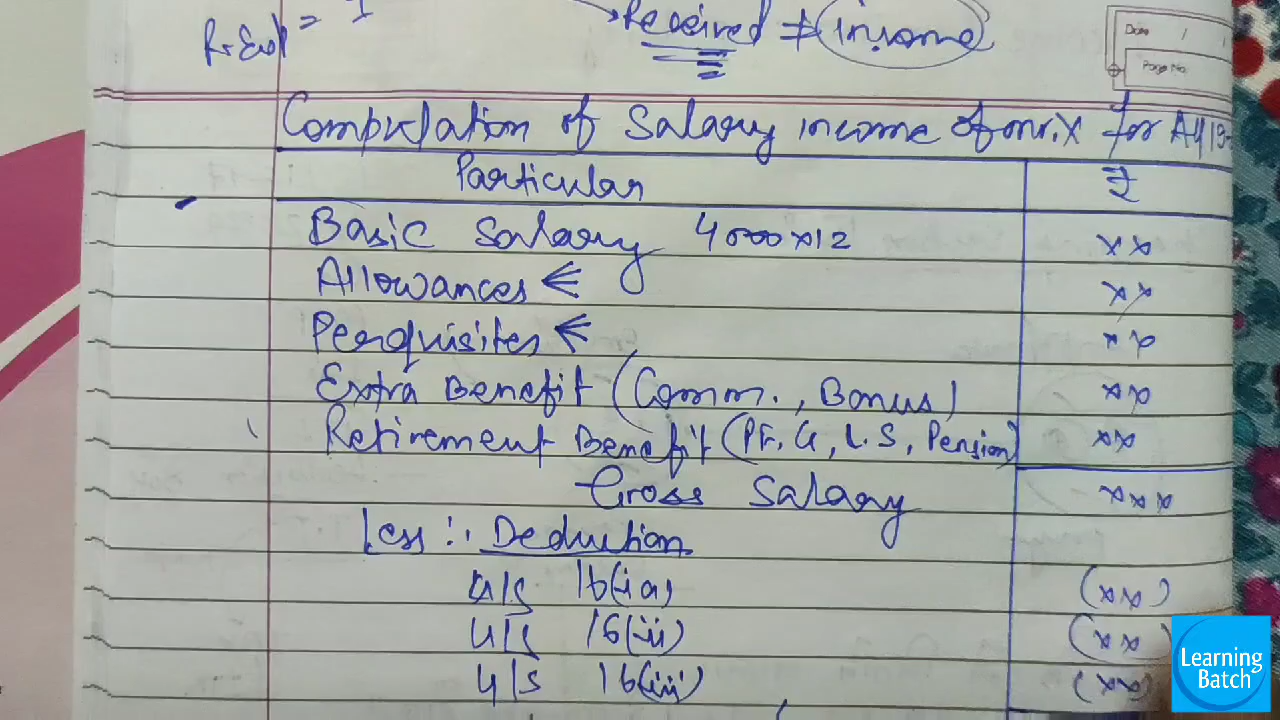 Received ≠ income
Date / /
Page No.
Computation of Salary income of mr. X for AY 19-
Particular ₹
Basic Salary 4000x12 xx
Allowances ← xx
Perquisites ← xx
Extra Benefit (Comm., Bonus) xx
Retirement Benefit (PF, G, L.S, Pension) xx
Gross Salary xxx
Less :- Deduction
u/s 16(ia) (xx)
u/s 16(ii) (xx)
u/s 16(iii) (xx)
Learning
Batch